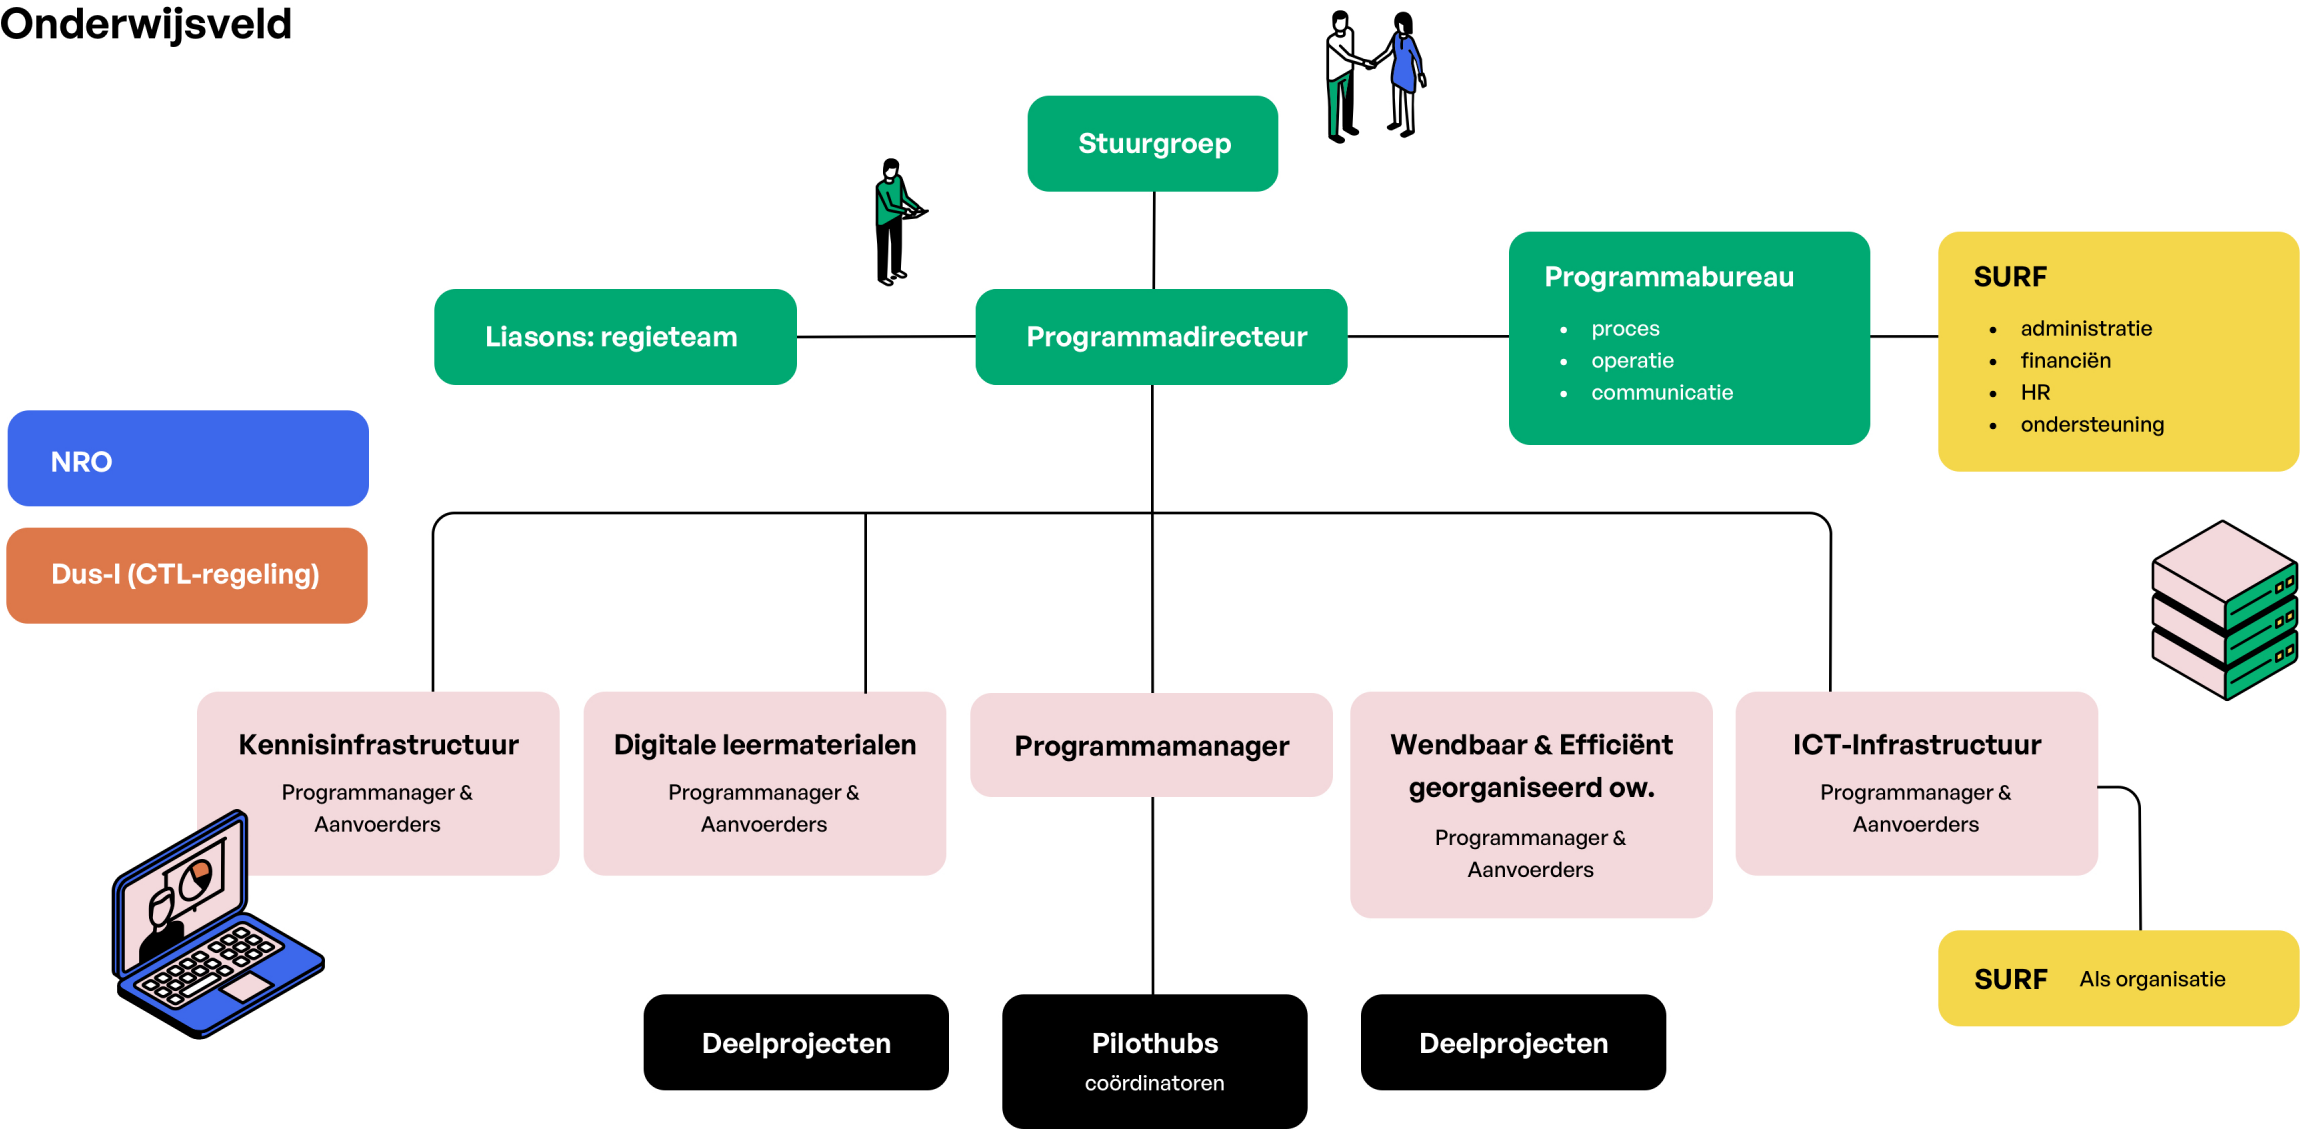 Onderwijsveld
Stuurgroep
Liasons: regieteam
Programmadirecteur
Programmabureau
• proces
• operatie
• communicatie
SURF
• administratie
• financiën
• HR
• ondersteuning
NRO
Dus-I (CTL-regeling)
Kennisinfrastructuur
Programmanager &
Aanvoerders
Digitale leermaterialen
Programmanager &
Aanvoerders
Programmamanager
Wendbaar & Efficiënt
georganiseerd ow.
Programmanager &
Aanvoerders
ICT-Infrastructuur
Programmanager &
Aanvoerders
SURF Als organisatie
Deelprojecten
Pilothubs
coördinatoren
Deelprojecten